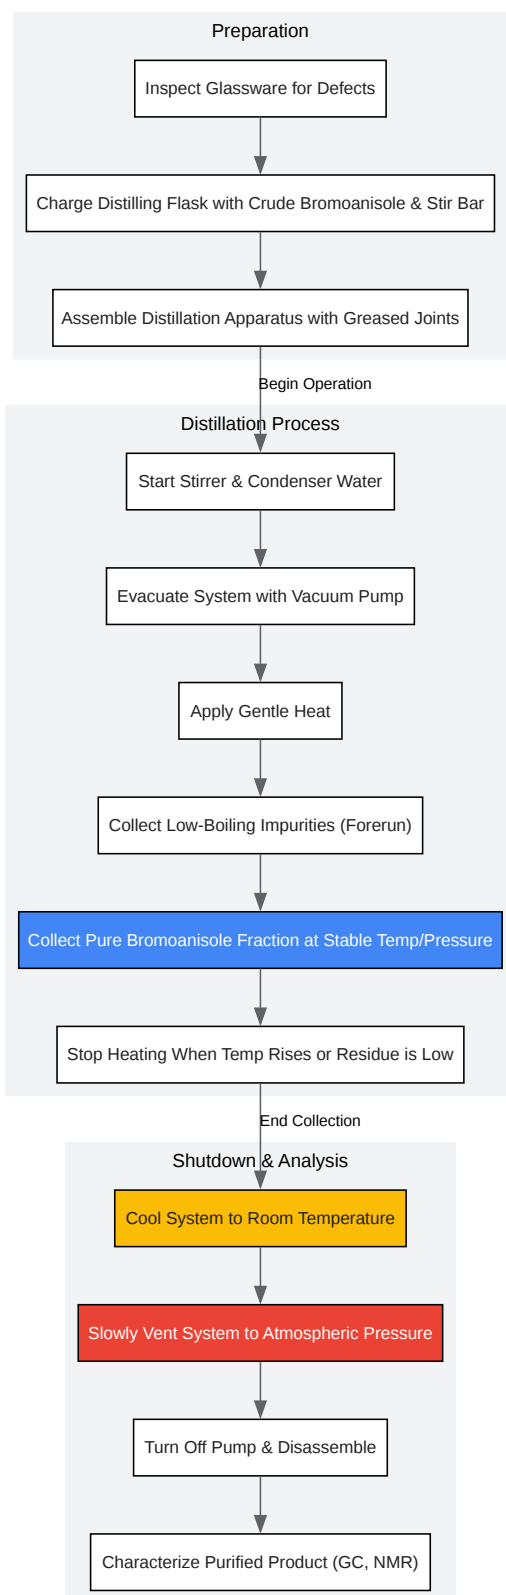 Preparation
Inspect Glassware for Defects
Charge Distilling Flask with Crude Bromoanisole & Stir Bar
Assemble Distillation Apparatus with Greased Joints
Begin Operation
Distillation Process
Start Stirrer & Condenser Water
Evacuate System with Vacuum Pump
Apply Gentle Heat
Collect Low-Boiling Impurities (Forerun)
Collect Pure Bromoanisole Fraction at Stable Temp/Pressure
Stop Heating When Temp Rises or Residue is Low
End Collection
Shutdown & Analysis
Cool System to Room Temperature
Slowly Vent System to Atmospheric Pressure
Turn Off Pump & Disassemble
Characterize Purified Product (GC, NMR)